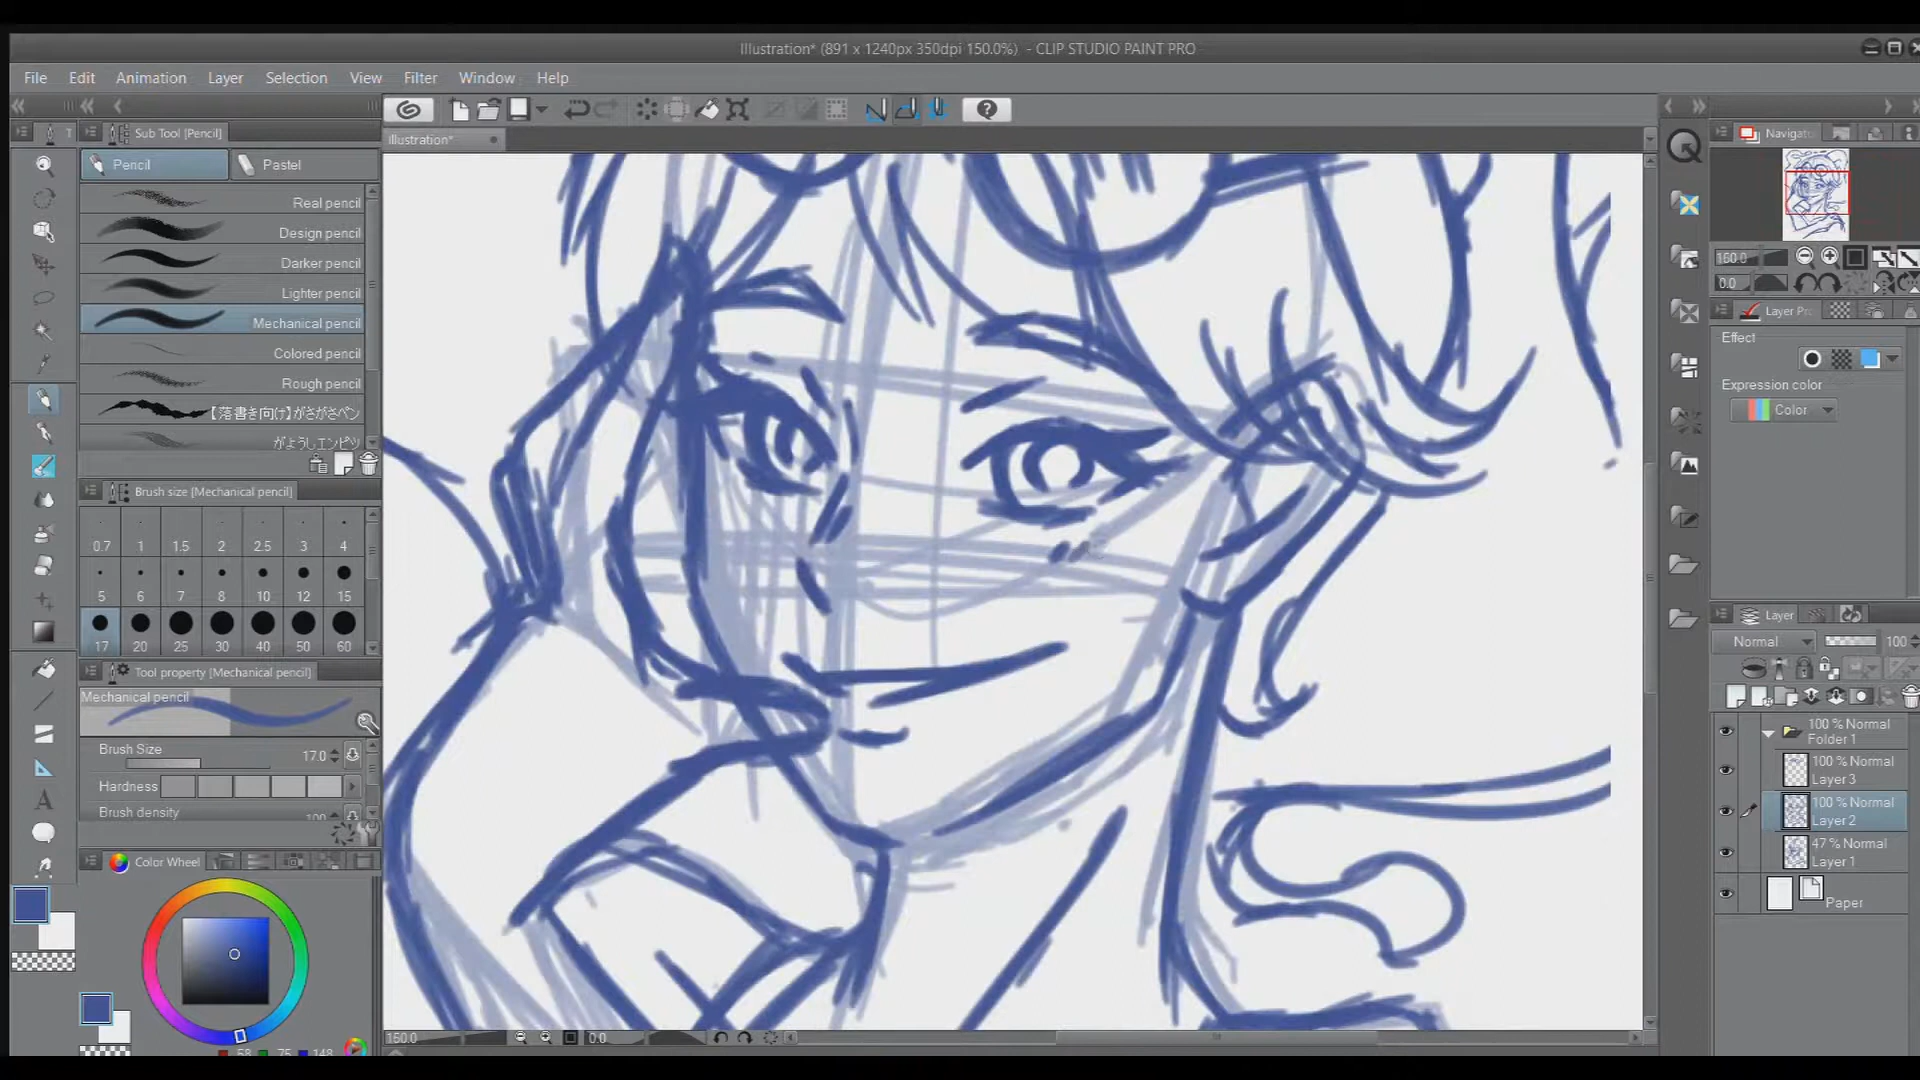 Illustration* (891 x 1240px 350dpi 150.0%) - CLIP STUDIO PAINT PRO
File Edit Animation Layer Selection View Filter Window Help
Sub Tool [Pencil]
Illustration*
Pencil Pastel
Real pencil
Design pencil
Darker pencil
Lighter pencil
Mechanical pencil
Colored pencil
Rough pencil
【落書き向け】がさがさペン
がようしエンピツ
Brush size [Mechanical pencil]
0.7 1 1.5 2 2.5 3 4
5 6 7 8 10 12 15
17 20 25 30 40 50 60
Tool property [Mechanical pencil]
Mechanical pencil
Brush Size 17.0
Hardness
Brush density 100
Color Wheel
58 75 148
150.0 0.0
Navigato
150.0
0.0
Layer Pr
Effect
Expression color
Color
Layer
Normal 100
100 % Normal
Folder 1
100 % Normal
Layer 3
100 % Normal
Layer 2
47 % Normal
Layer 1
Paper